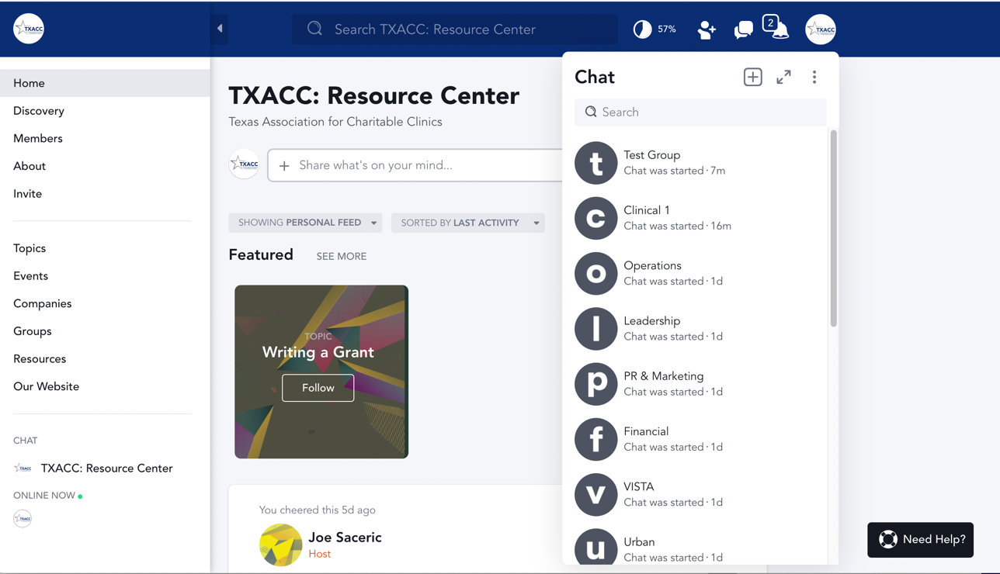 TXACC
Search TXACC: Resource Center
57%
2
TXACC
Home
Discovery
Members
About
Invite
Topics
Events
Companies
Groups
Resources
Our Website
CHAT
TXACC
TXACC: Resource Center
ONLINE NOW
TXACC
TXACC: Resource Center
Texas Association for Charitable Clinics
TXACC
Share what's on your mind...
SHOWING PERSONAL FEED
SORTED BY LAST ACTIVITY
Featured
SEE MORE
TOPIC
Writing a Grant
Follow
You cheered this 5d ago
Joe Saceric
Host
Chat
Search
t
Test Group
Chat was started · 7m
c
Clinical 1
Chat was started · 16m
o
Operations
Chat was started · 1d
l
Leadership
Chat was started · 1d
p
PR & Marketing
Chat was started · 1d
f
Financial
Chat was started · 1d
v
VISTA
Chat was started · 1d
u
Urban
Chat was started · 1d
Need Help?